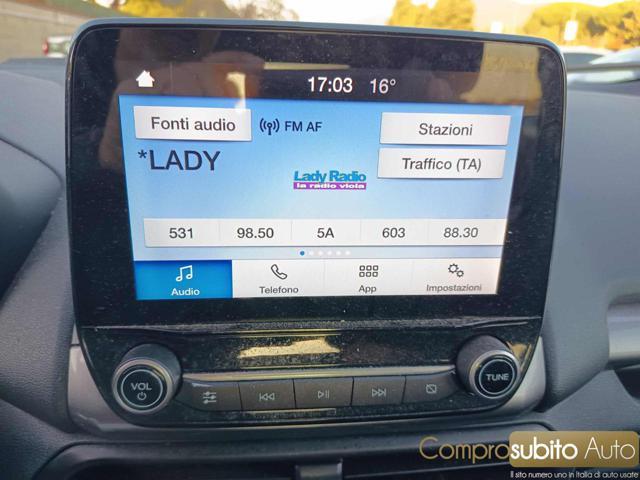 17:03 16°
Fonti audio
FM AF
Stazioni
*LADY
Traffico (TA)
Lady Radio
la radio viola
531 98.50 5A 603 88.30
Audio Telefono App Impostazioni
VOL
TUNE
Comprosubito Auto
Il sito numero uno in Italia di auto usate